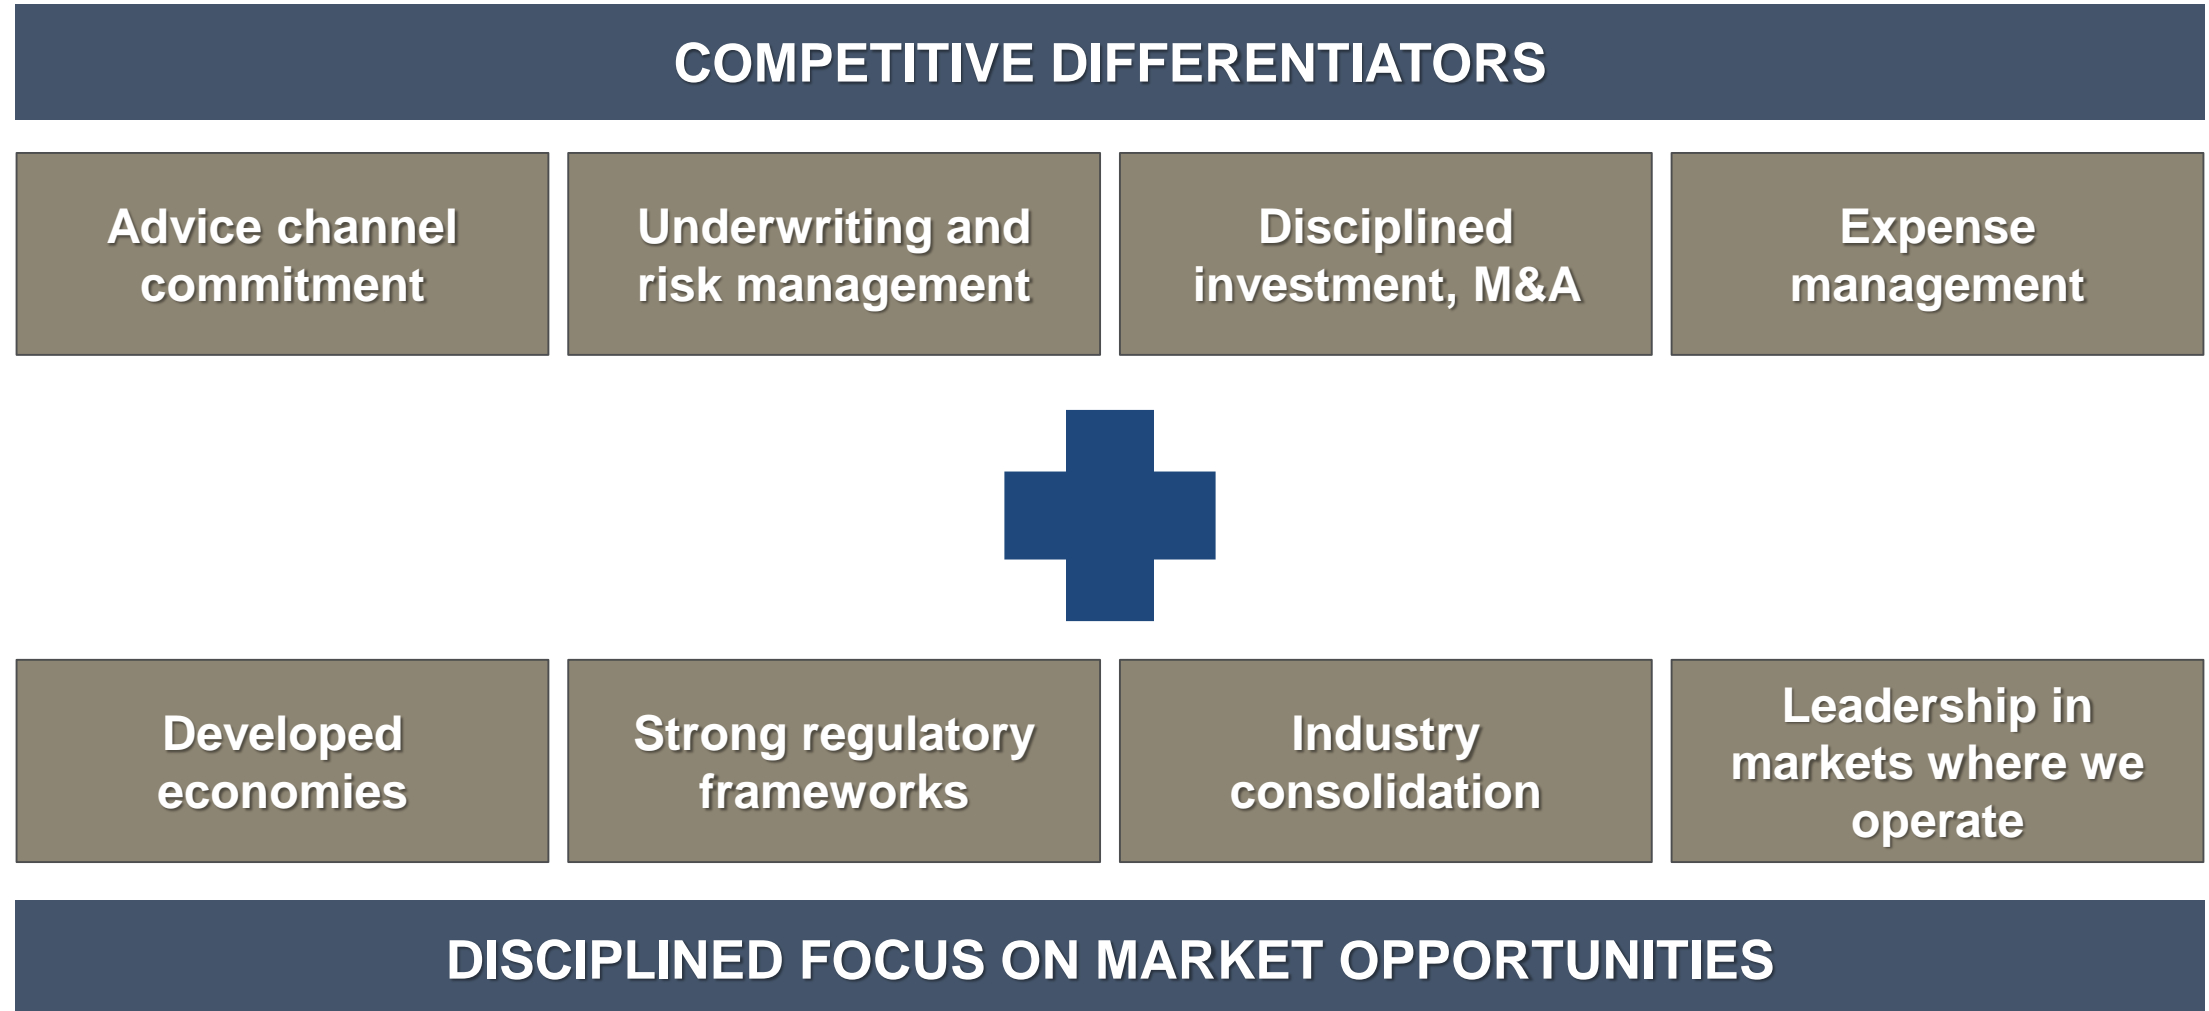 COMPETITIVE DIFFERENTIATORS
Advice channel
commitment
Underwriting and
risk management
Disciplined
investment, M&A
Expense
management
Developed
economies
Strong regulatory
frameworks
Industry
consolidation
Leadership in
markets where we
operate
DISCIPLINED FOCUS ON MARKET OPPORTUNITIES